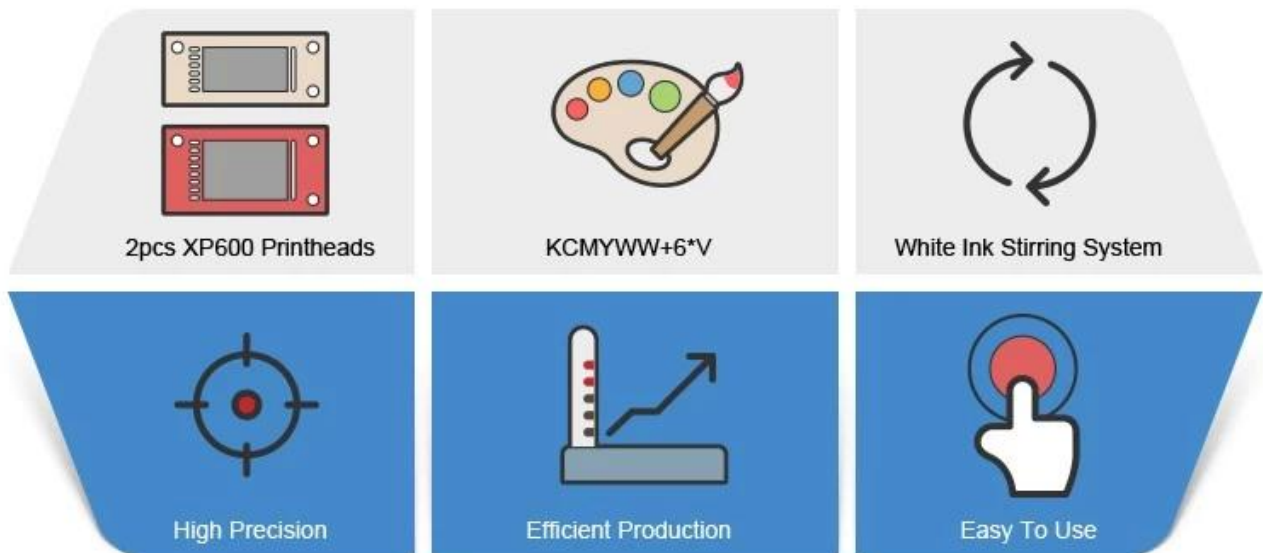 2pcs XP600 Printheads
KCMYWW+6*V
White Ink Stirring System
High Precision
Efficient Production
Easy To Use